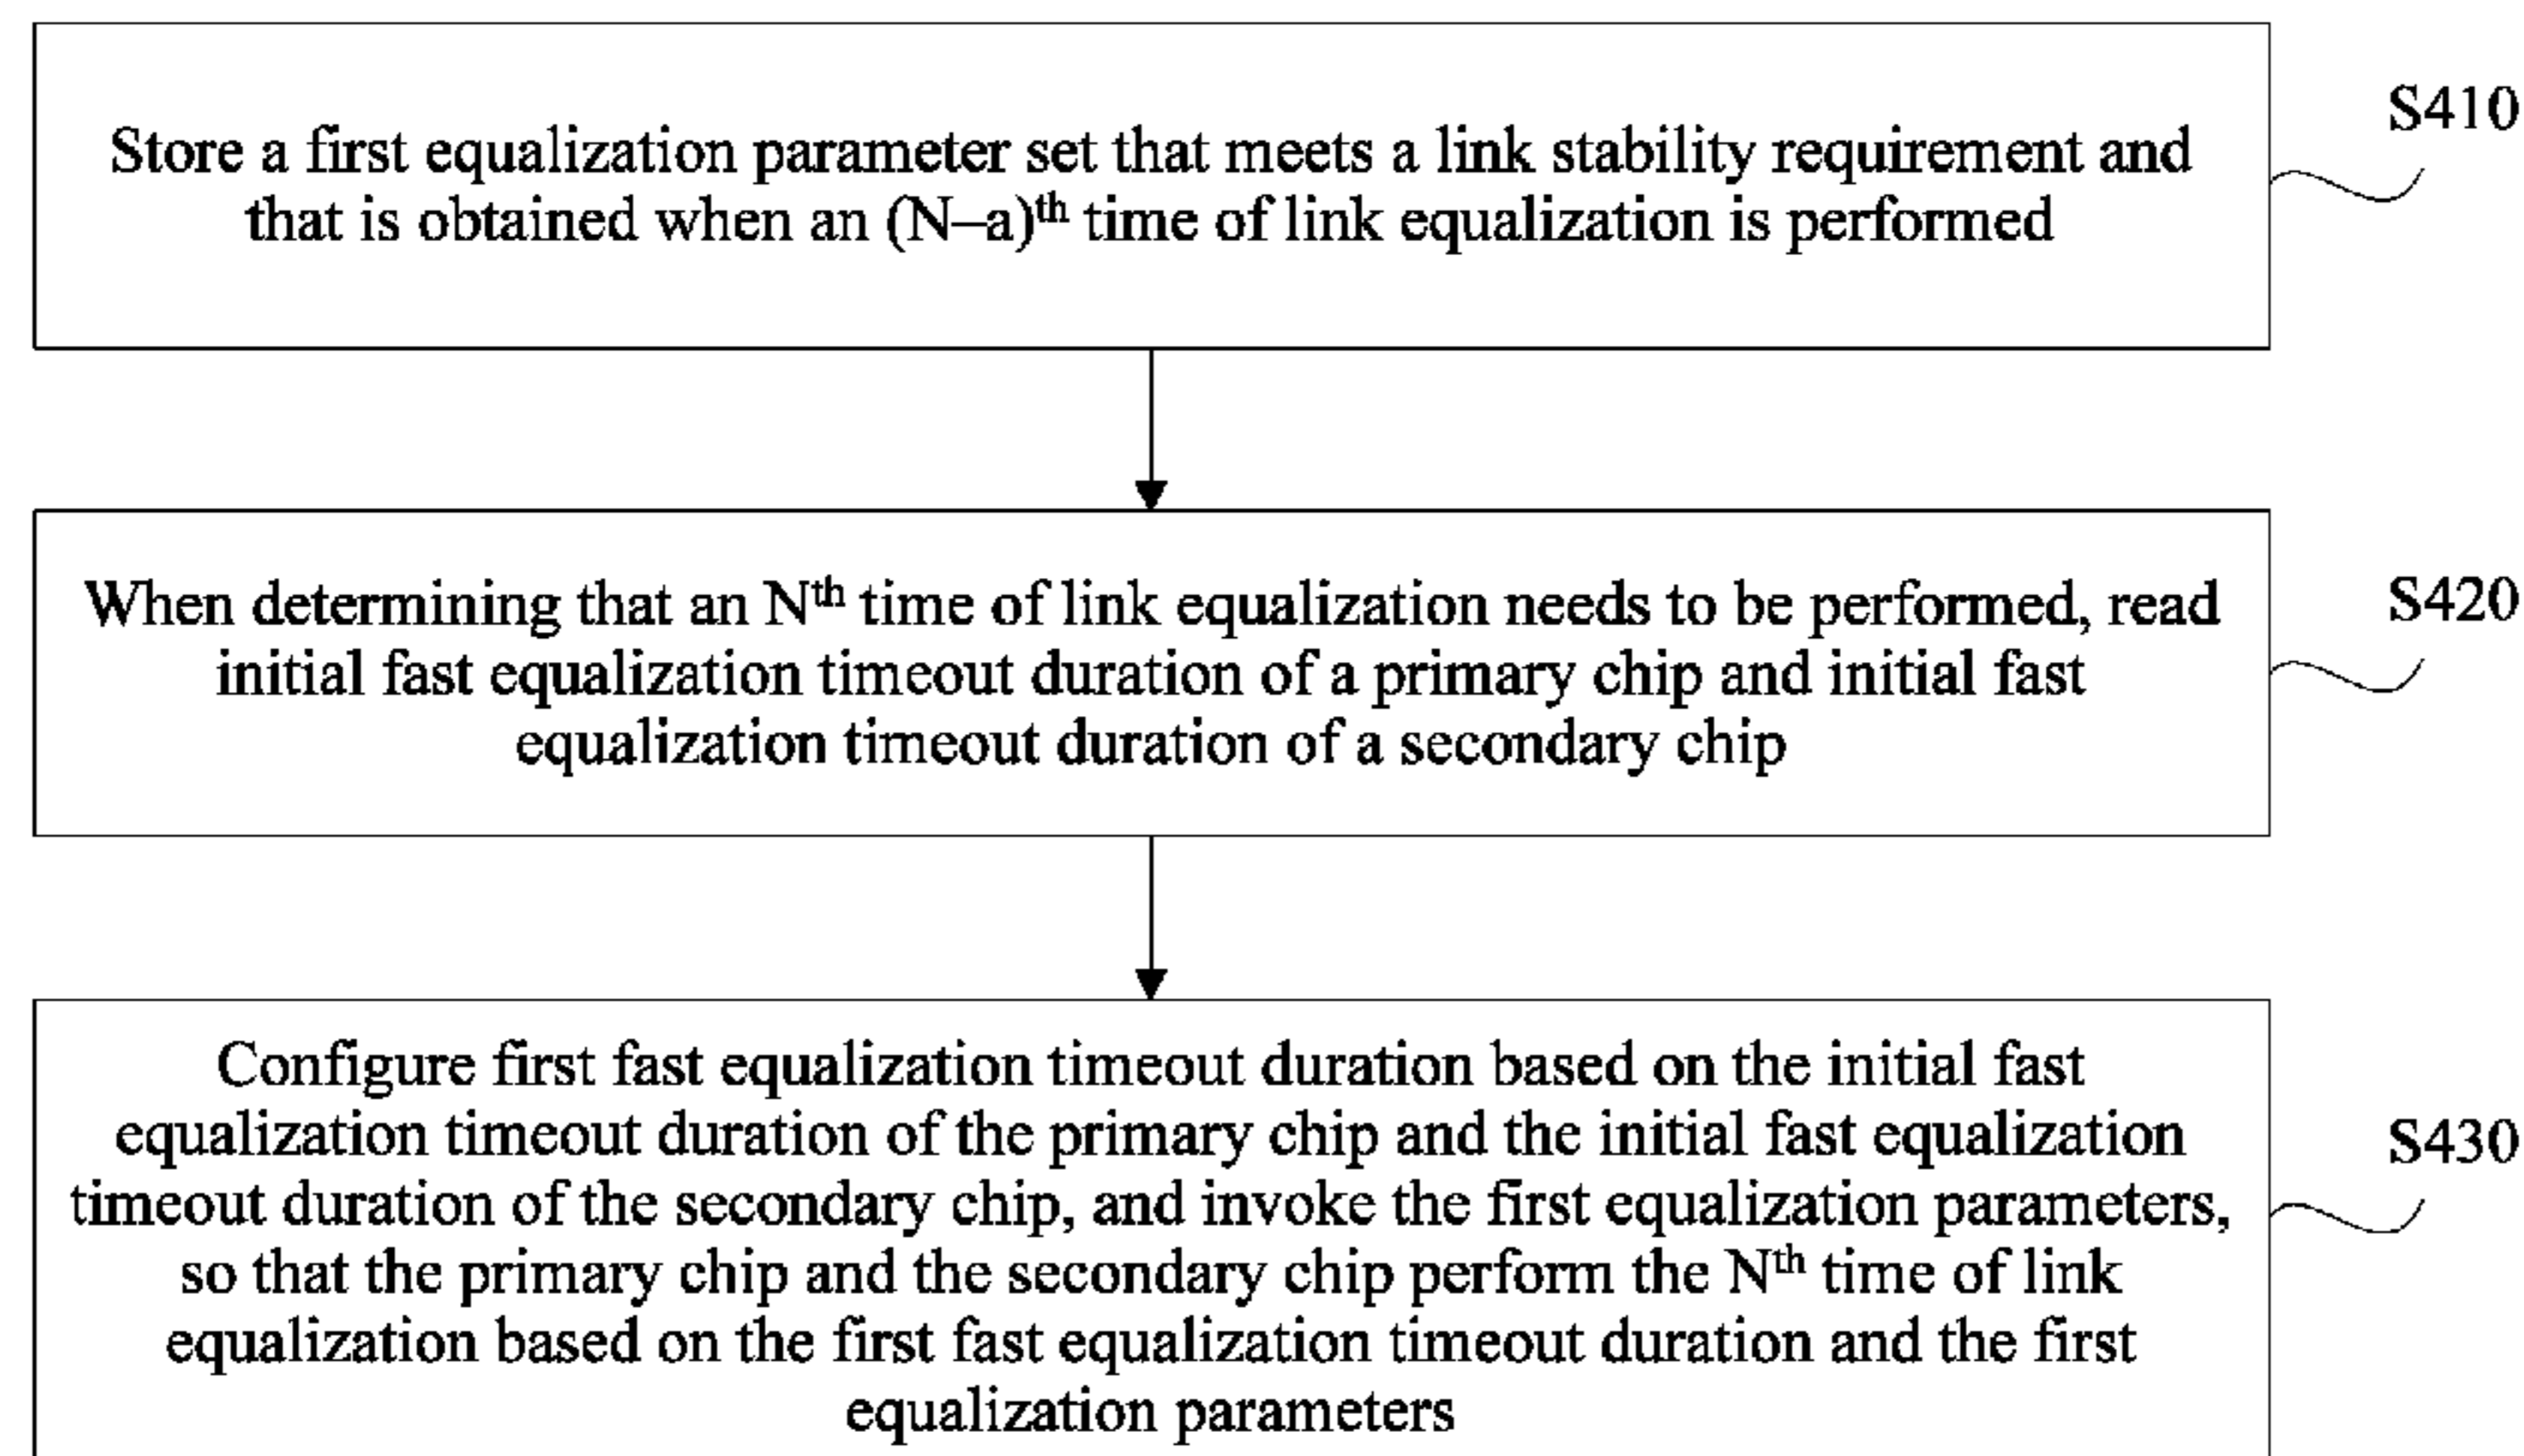 Store a first equalization parameter set that meets a link stability requirement and
that is obtained when an (N–a)th time of link equalization is performed
S410
When determining that an Nth time of link equalization needs to be performed, read
initial fast equalization timeout duration of a primary chip and initial fast
equalization timeout duration of a secondary chip
S420
Configure first fast equalization timeout duration based on the initial fast
equalization timeout duration of the primary chip and the initial fast equalization
timeout duration of the secondary chip, and invoke the first equalization parameters,
so that the primary chip and the secondary chip perform the Nth time of link
equalization based on the first fast equalization timeout duration and the first
equalization parameters
S430